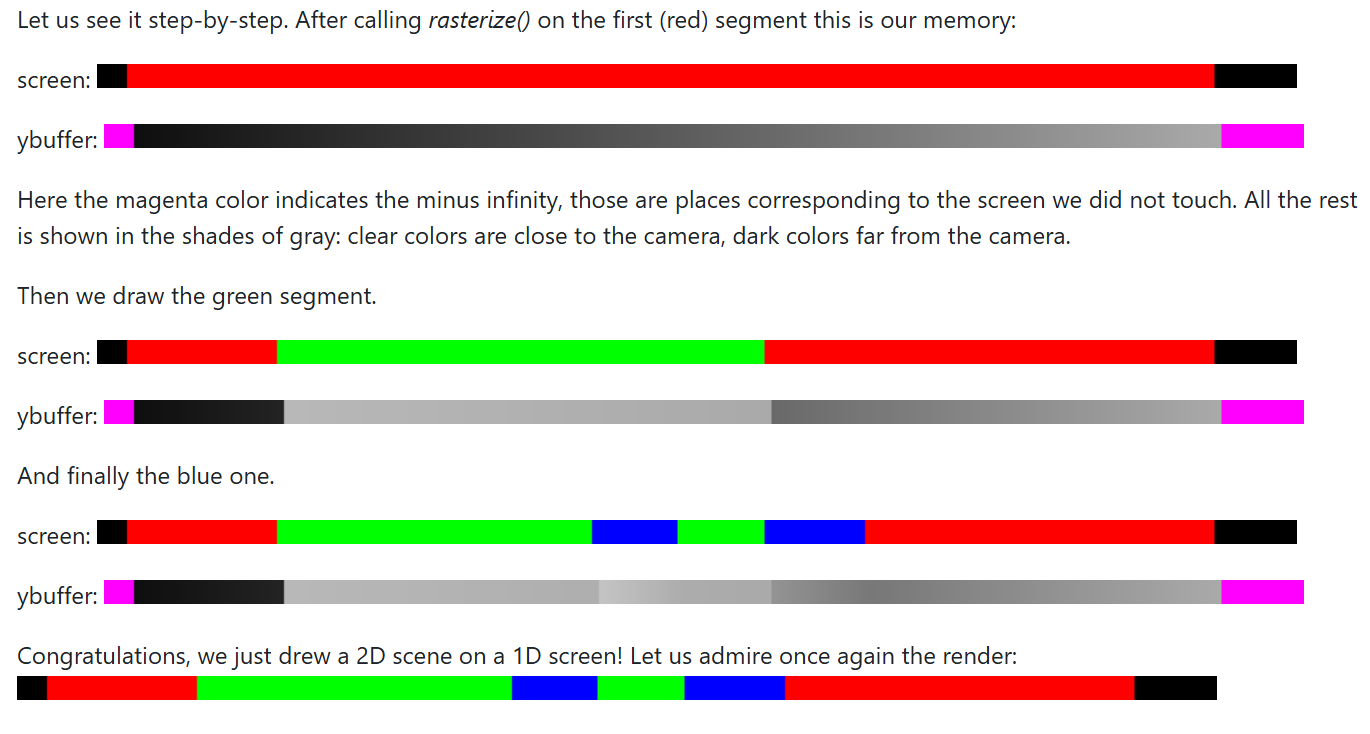 Let us see it step-by-step. After calling rasterize() on the first (red) segment this is our memory:
screen:
ybuffer:
Here the magenta color indicates the minus infinity, those are places corresponding to the screen we did not touch. All the rest
is shown in the shades of gray: clear colors are close to the camera, dark colors far from the camera.
Then we draw the green segment.
screen:
ybuffer:
And finally the blue one.
screen:
ybuffer:
Congratulations, we just drew a 2D scene on a 1D screen! Let us admire once again the render: